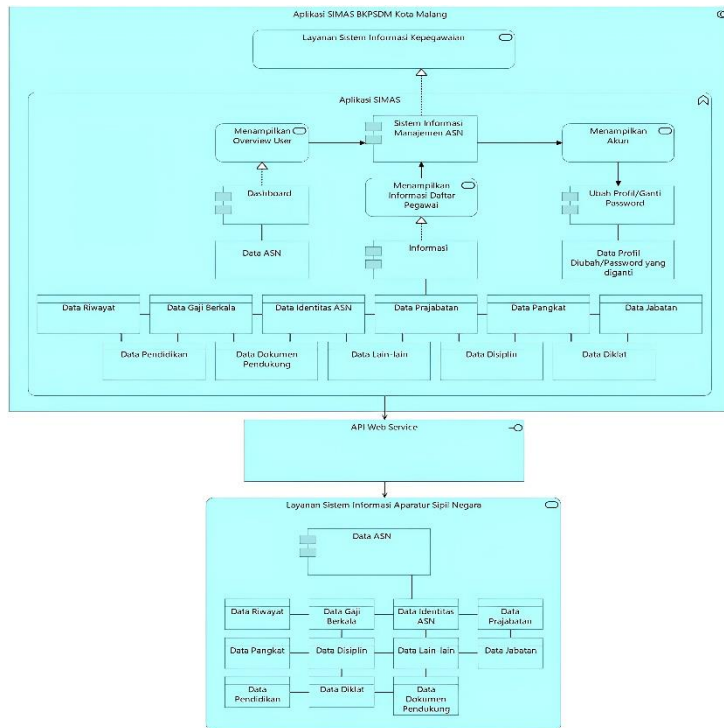 Aplikasi SIMAS BKPSDM Kota Malang
Layanan Sistem Informasi Kepegawaian
Aplikasi SIMAS
Menampilkan
Overview User
Sistem Informasi
Manajemen ASN
Menampilkan
Akun
Dashboard
Menampilkan
Informasi Daftar
Pegawai
Ubah Profil/Ganti
Password
Data ASN
Informasi
Data Profil
Diubah/Password yang
diganti
Data Riwayat
Data Gaji Berkala
Data Identitas ASN
Data Prajabatan
Data Pangkat
Data Jabatan
Data Pendidikan
Data Dokumen
Pendukung
Data Lain-lain
Data Disiplin
Data Diklat
API Web Service
Layanan Sistem Informasi Aparatur Sipil Negara
Data ASN
Data Riwayat
Data Gaji
Berkala
Data Identitas
ASN
Data
Prajabatan
Data Pangkat
Data Disiplin
Data Lain-lain
Data Jabatan
Data
Pendidikan
Data Diklat
Data
Dokumen
Pendukung